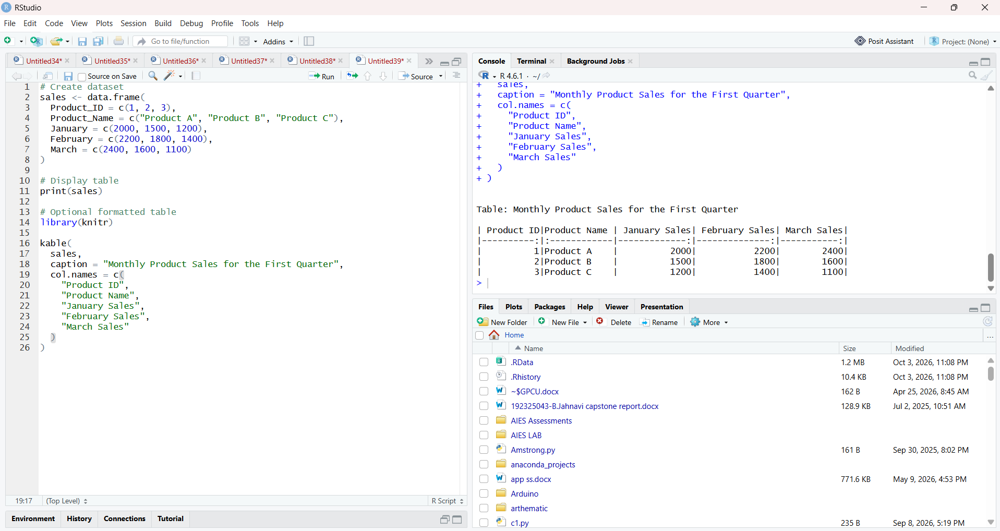 RStudio
File Edit Code View Plots Session Build Debug Profile Tools Help
Go to file/function Addins Posit Assistant Project: (None)
Untitled34* Untitled35* Untitled36* Untitled37* Untitled38* Untitled39*
Source on Save Run Source
1 # Create dataset
2 sales <- data.frame(
3 Product_ID = c(1, 2, 3),
4 Product_Name = c("Product A", "Product B", "Product C"),
5 January = c(2000, 1500, 1200),
6 February = c(2200, 1800, 1400),
7 March = c(2400, 1600, 1100)
8 )
9
10 # Display table
11 print(sales)
12
13 # Optional formatted table
14 library(knitr)
15
16 kable(
17 sales,
18 caption = "Monthly Product Sales for the First Quarter",
19 col.names = c(
20 "Product ID",
21 "Product Name",
22 "January Sales",
23 "February Sales",
24 "March Sales"
25 )
26 )
19:17 (Top Level) R Script
Environment History Connections Tutorial
Console Terminal Background Jobs
R 4.6.1 · ~/
+ sales,
+ caption = "Monthly Product Sales for the First Quarter",
+ col.names = c(
+ "Product ID",
+ "Product Name",
+ "January Sales",
+ "February Sales",
+ "March Sales"
+ )
+ )
Table: Monthly Product Sales for the First Quarter
| Product ID|Product Name | January Sales| February Sales| March Sales|
|----------:|:------------|-------------:|--------------:|-----------:|
| 1|Product A | 2000| 2200| 2400|
| 2|Product B | 1500| 1800| 1600|
| 3|Product C | 1200| 1400| 1100|
>
Files Plots Packages Help Viewer Presentation
New Folder New File Delete Rename More
Home ...
Name Size Modified
.RData 1.2 MB Oct 3, 2026, 11:08 PM
.Rhistory 10.4 KB Oct 3, 2026, 11:08 PM
~$GPCU.docx 162 B Apr 25, 2026, 8:45 AM
192325043-B.Jahnavi capstone report.docx 128.9 KB Jul 2, 2025, 10:51 AM
AIES Assessments
AIES LAB
Amstrong.py 161 B Sep 30, 2025, 8:02 PM
anaconda_projects
app ss.docx 771.6 KB May 9, 2026, 4:53 PM
Arduino
arthematic
c1.py 235 B Sep 8, 2026, 5:19 PM